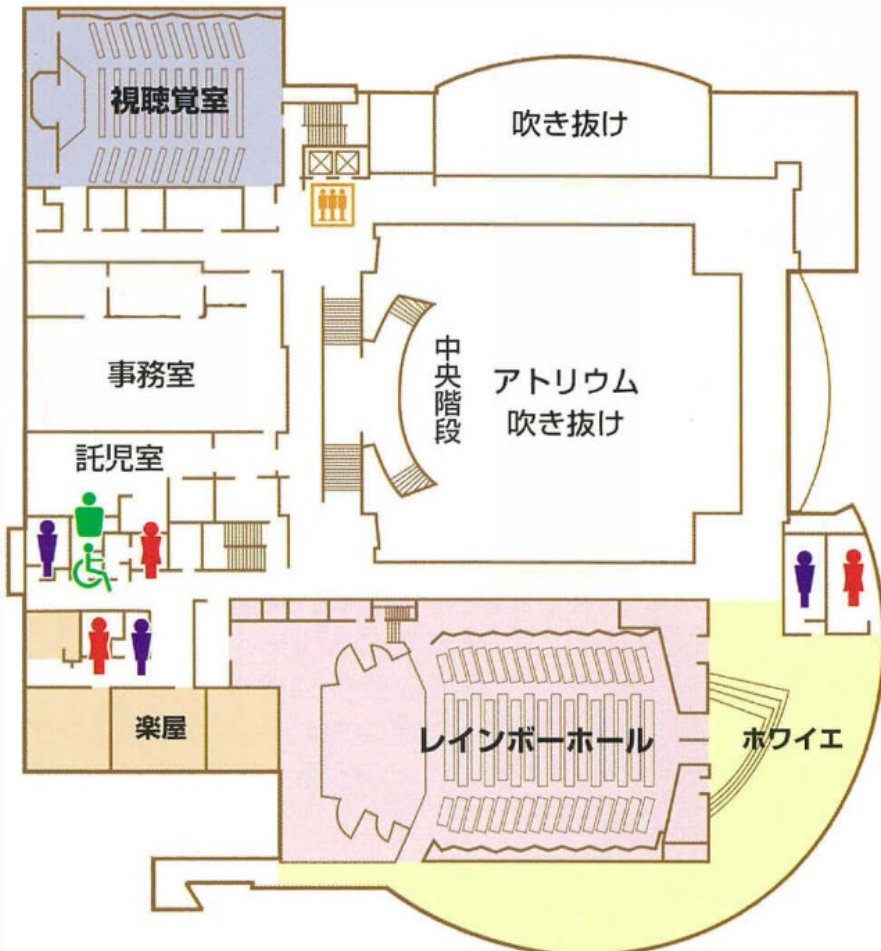 視聴覚室
吹き抜け
事務室
中央階段
アトリウム
吹き抜け
託児室
楽屋
レインボーホール
ホワイエ